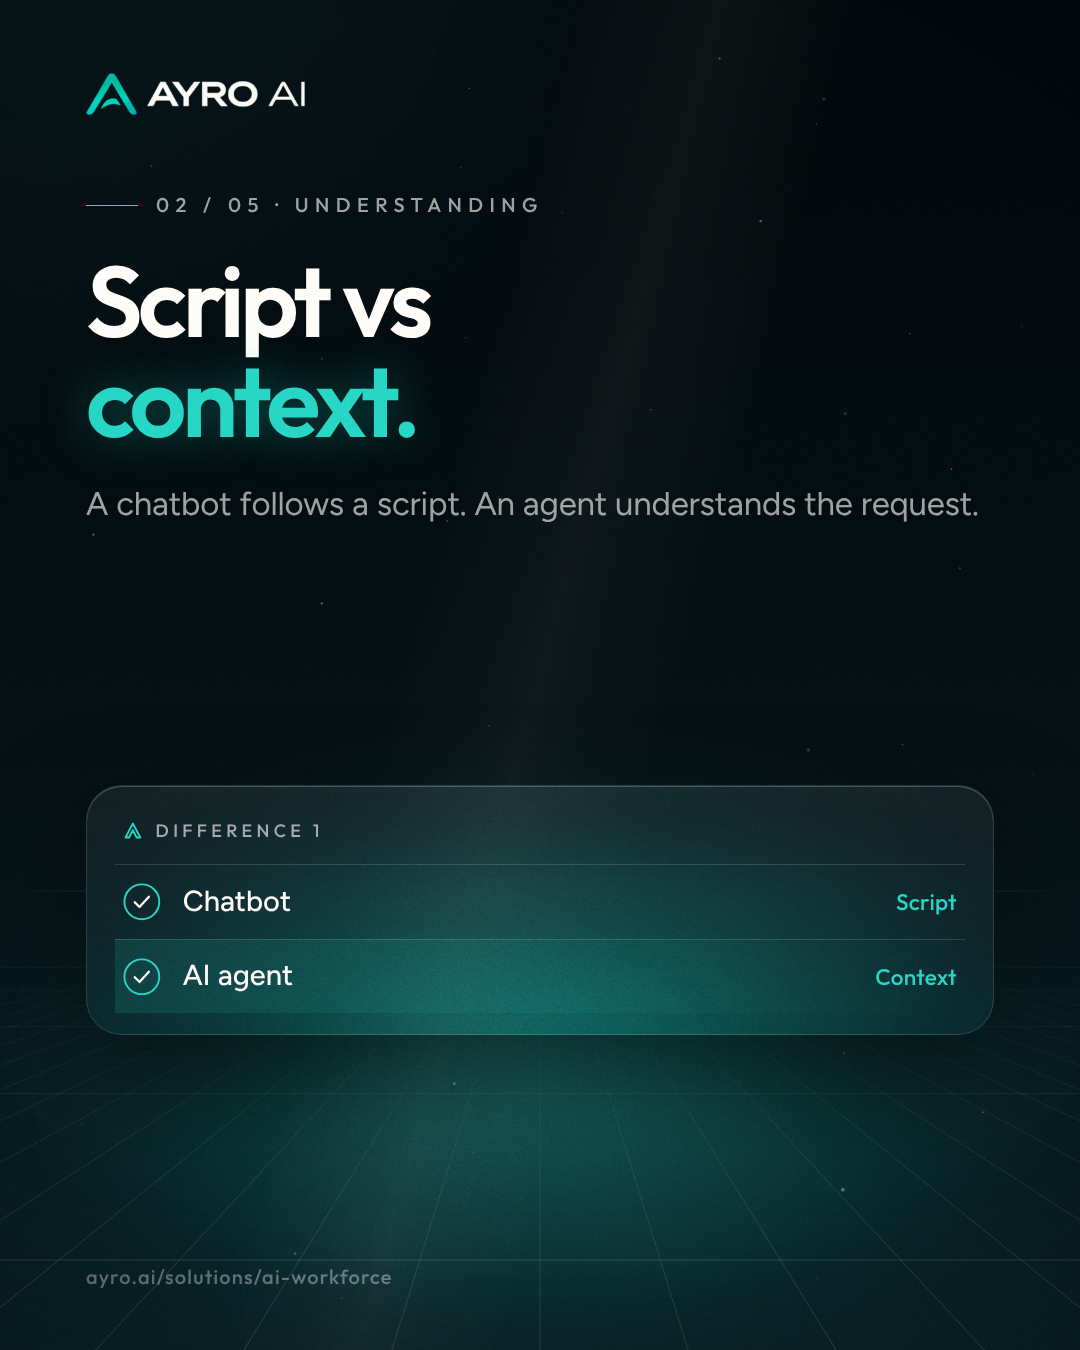 AYRO AI
02 / 05 · UNDERSTANDING
Script vs
context.
A chatbot follows a script. An agent understands the request.
DIFFERENCE 1
Chatbot Script
AI agent Context
ayro.ai/solutions/ai-workforce